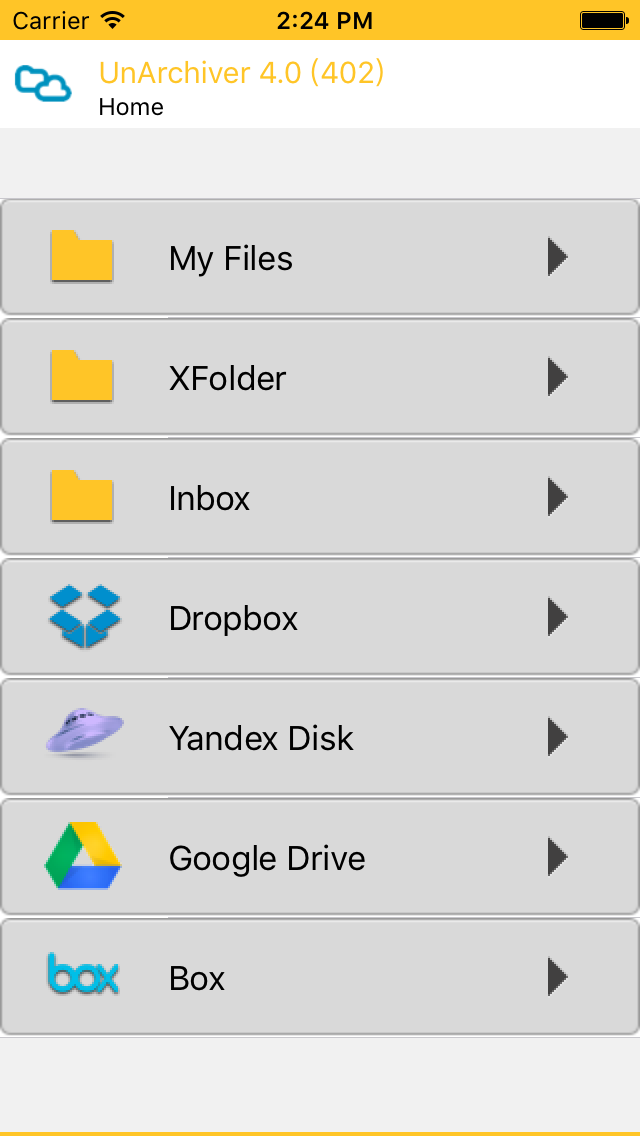 Carrier 2:24 PM
UnArchiver 4.0 (402)
Home
My Files
XFolder
Inbox
Dropbox
Yandex Disk
Google Drive
box Box